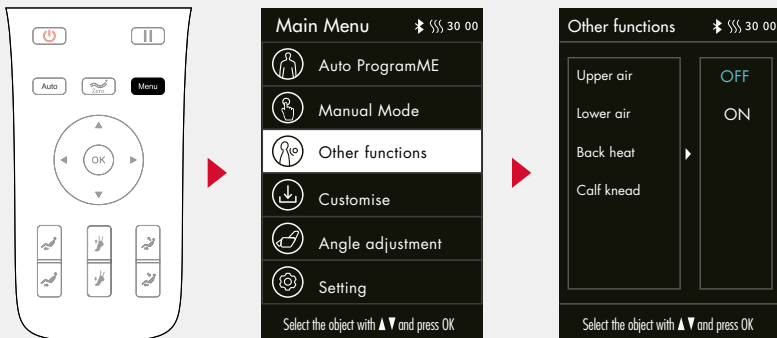 Auto
Zero
Menu
OK
Main Menu 30 00
Auto ProgramME
Manual Mode
Other functions
Customise
Angle adjustment
Setting
Select the object with ▲▼ and press OK
Other functions 30 00
Upper air OFF
Lower air ON
Back heat
Calf knead
Select the object with ▲▼ and press OK